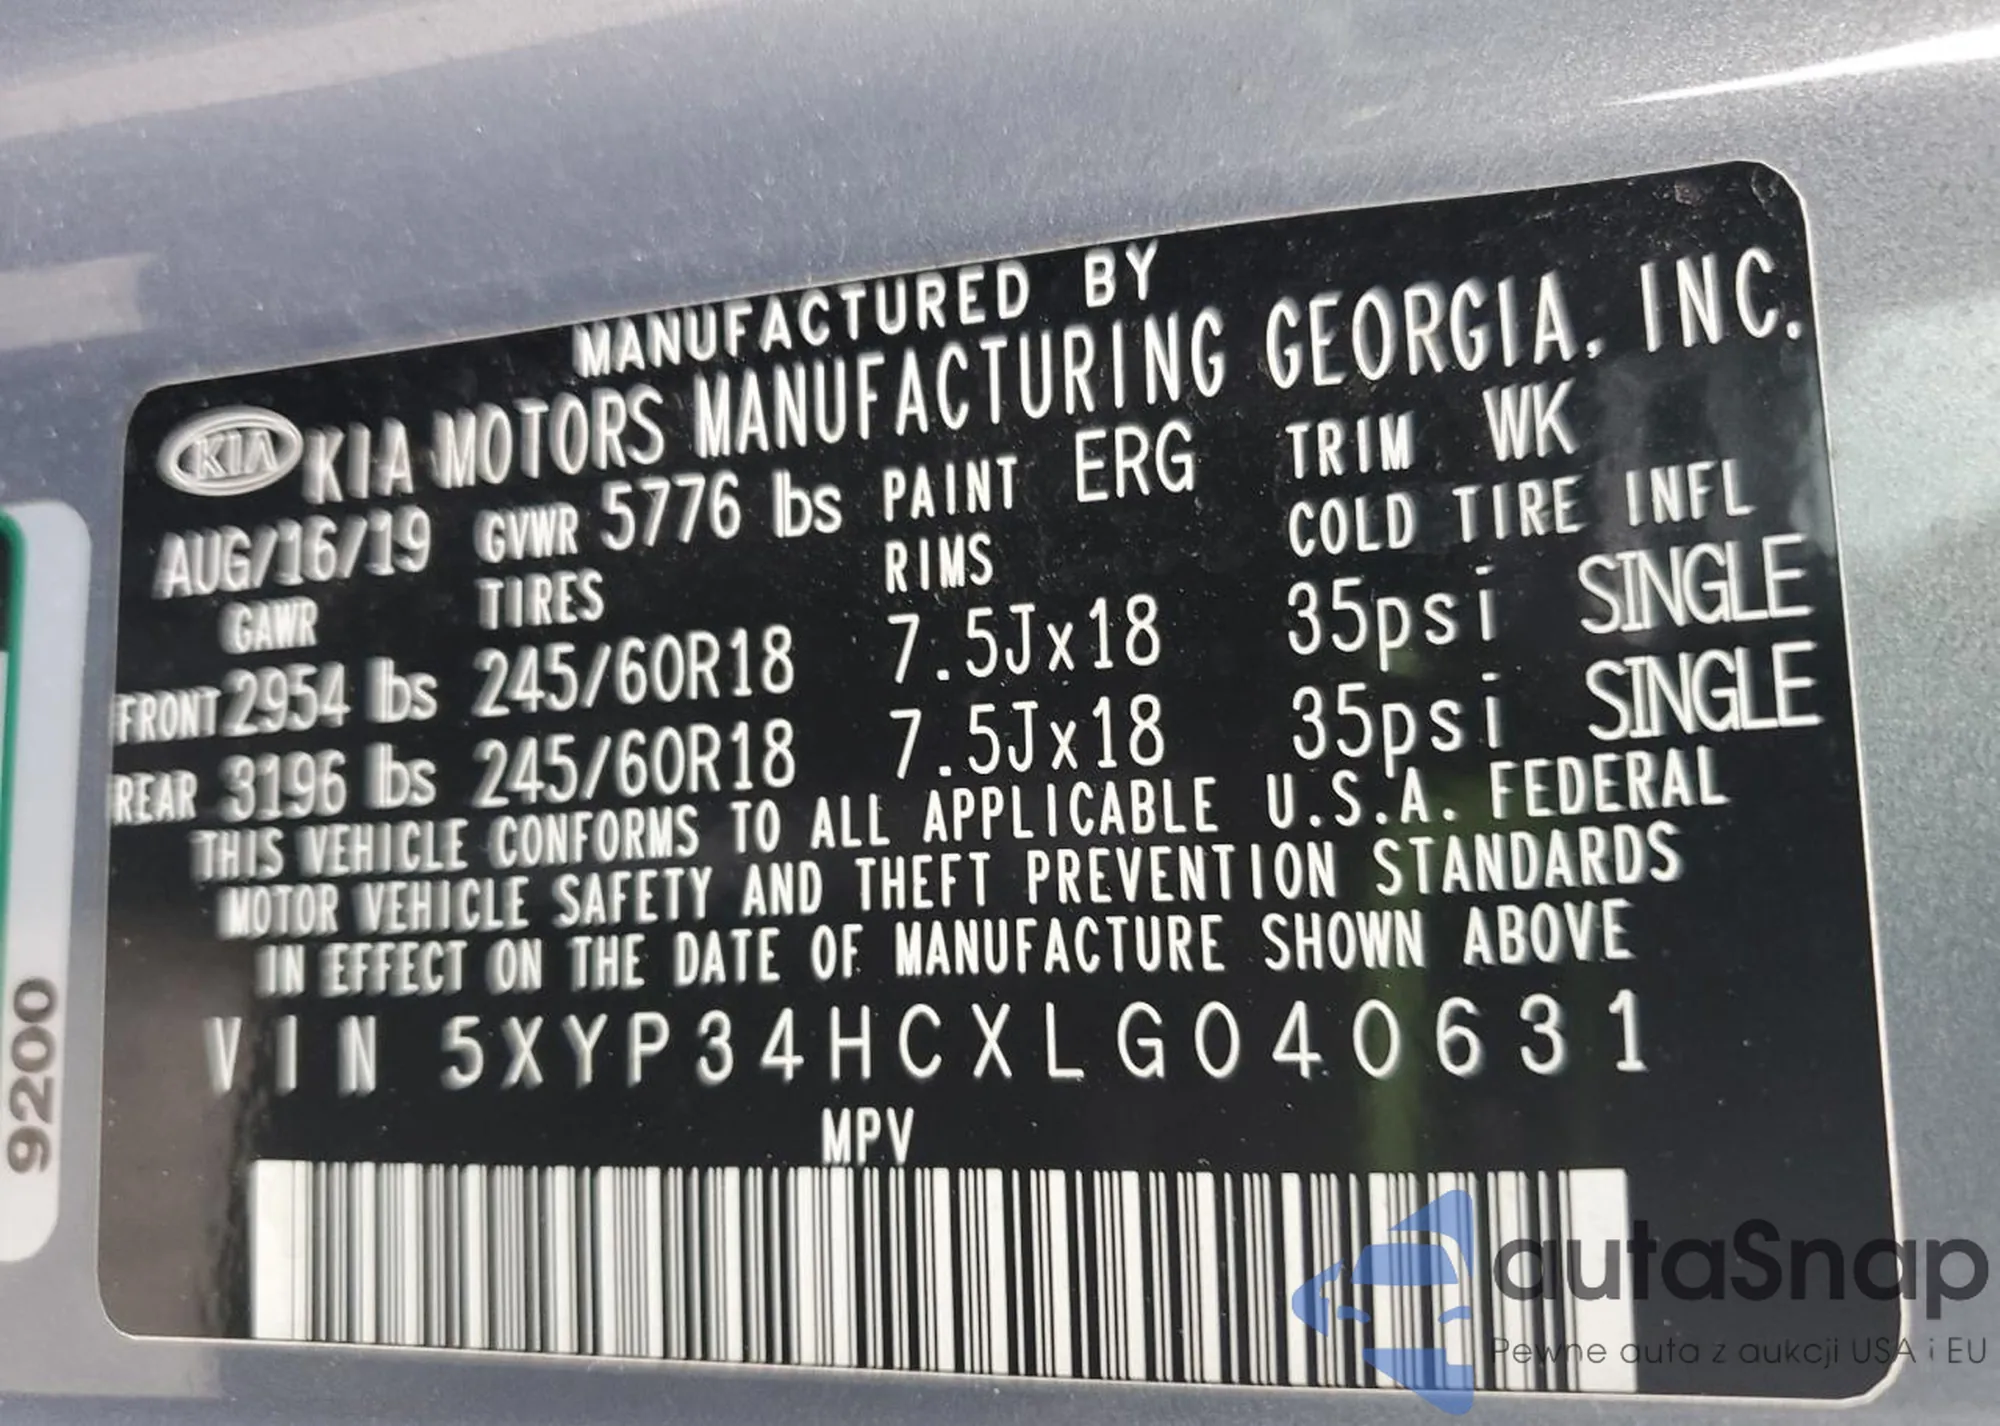 MANUFACTURED BY
KIA KIA MOTORS MANUFACTURING GEORGIA, INC.
AUG/16/19 GVWR 5776 lbs PAINT ERG TRIM WK
GAWR TIRES RIMS COLD TIRE INFL
FRONT 2954 lbs 245/60R18 7.5Jx18 35psi SINGLE
REAR 3196 lbs 245/60R18 7.5Jx18 35psi SINGLE
THIS VEHICLE CONFORMS TO ALL APPLICABLE U.S.A. FEDERAL
MOTOR VEHICLE SAFETY AND THEFT PREVENTION STANDARDS
IN EFFECT ON THE DATE OF MANUFACTURE SHOWN ABOVE
VIN 5XYP34HCXLG040631
MPV
9200
autaSnap
Pewne auta z aukcji USA i EU